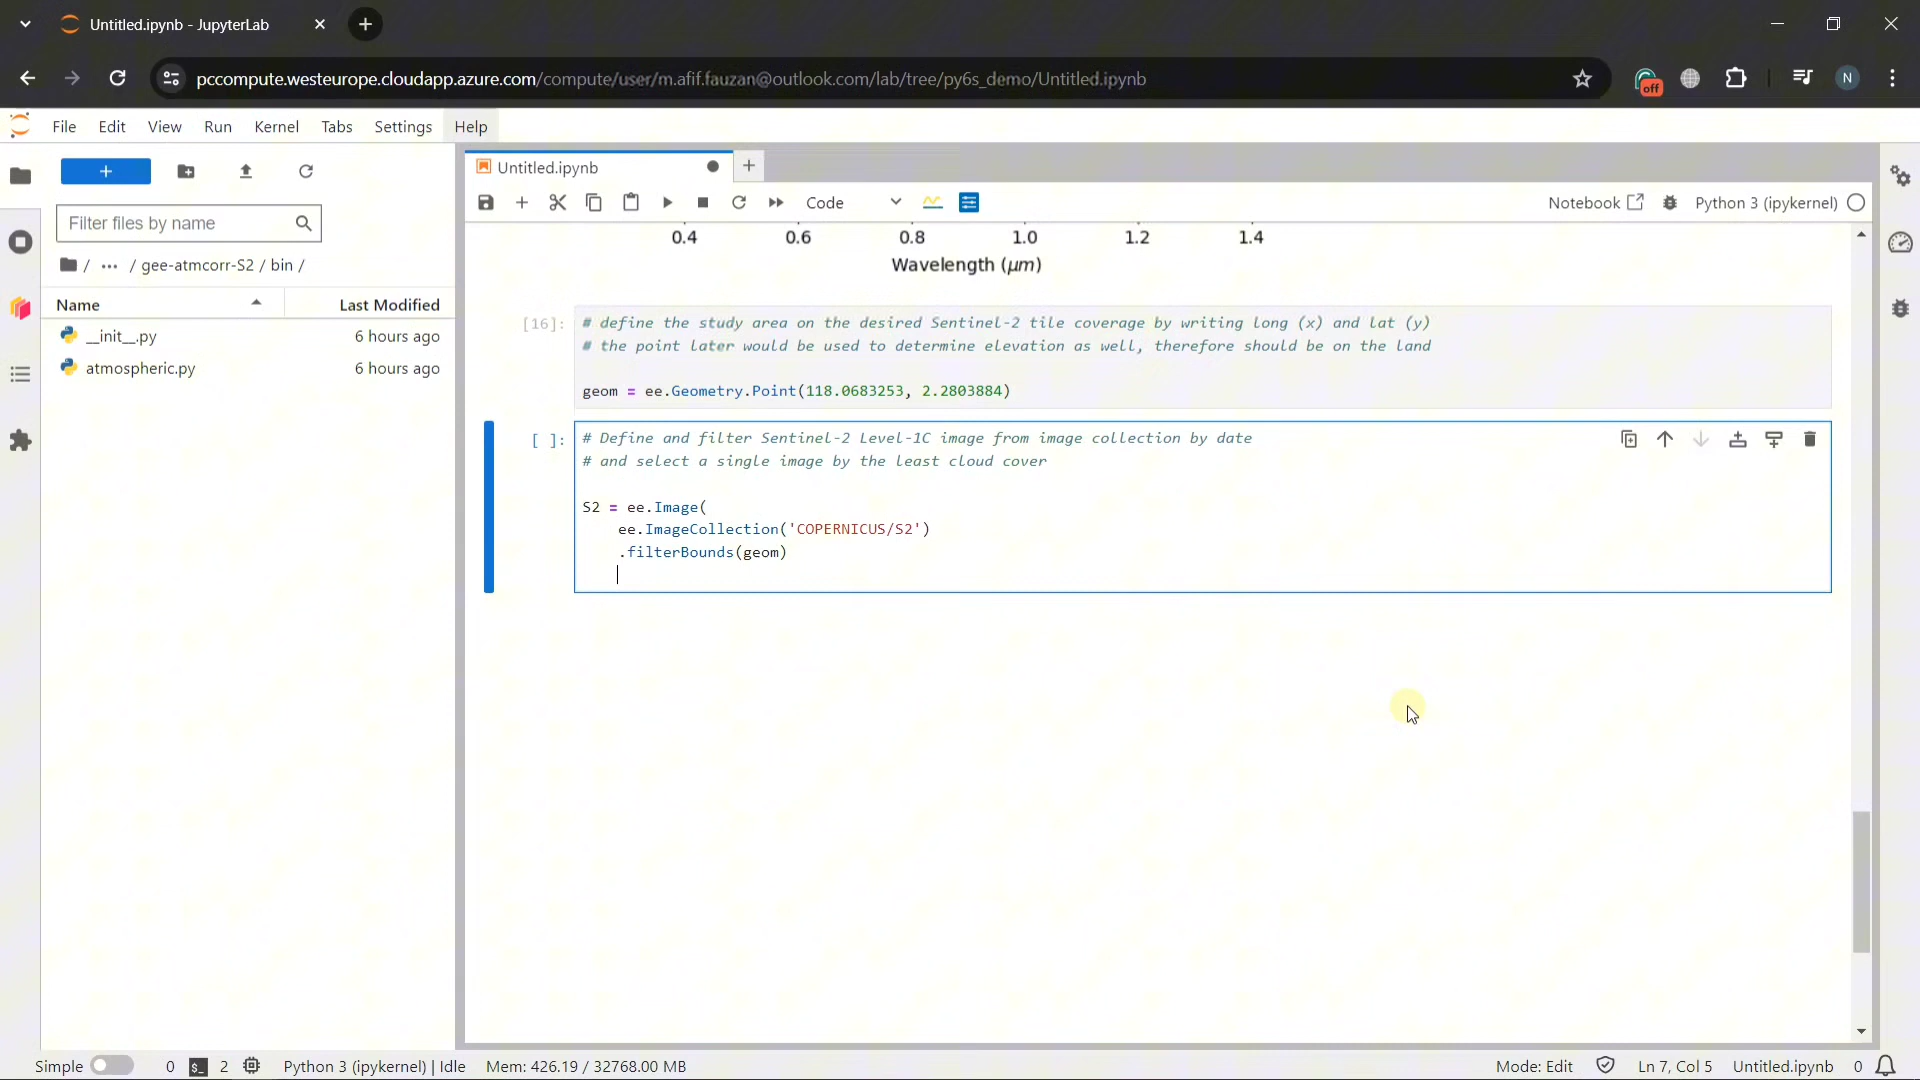 Untitled.ipynb - JupyterLab
pccompute.westeurope.cloudapp.azure.com/compute/user/m.afif.fauzan@outlook.com/lab/tree/py6s_demo/Untitled.ipynb
off
N
File Edit View Run Kernel Tabs Settings Help
Untitled.ipynb
Code
Notebook
Python 3 (ipykernel)
Filter files by name
/ ... / gee-atmcorr-S2 / bin /
Name Last Modified
__init__.py 6 hours ago
atmospheric.py 6 hours ago
0.4 0.6 0.8 1.0 1.2 1.4
Wavelength (μm)
[16]:
# define the study area on the desired Sentinel-2 tile coverage by writing long (x) and lat (y)
# the point later would be used to determine elevation as well, therefore should be on the land
geom = ee.Geometry.Point(118.0683253, 2.2803884)
[ ]:
# Define and filter Sentinel-2 Level-1C image from image collection by date
# and select a single image by the least cloud cover
S2 = ee.Image(
ee.ImageCollection('COPERNICUS/S2')
.filterBounds(geom)
Simple 0 $_ 2 Python 3 (ipykernel) | Idle Mem: 426.19 / 32768.00 MB Mode: Edit Ln 7, Col 5 Untitled.ipynb 0